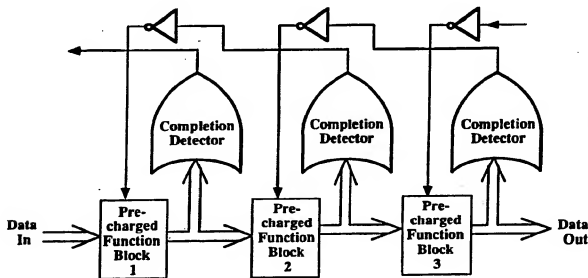 Completion
Detector
Completion
Detector
Completion
Detector
Data
In
Pre-
charged
Function
Block
1
Pre-
charged
Function
Block
2
Pre-
charged
Function
Block
3
Data
Out